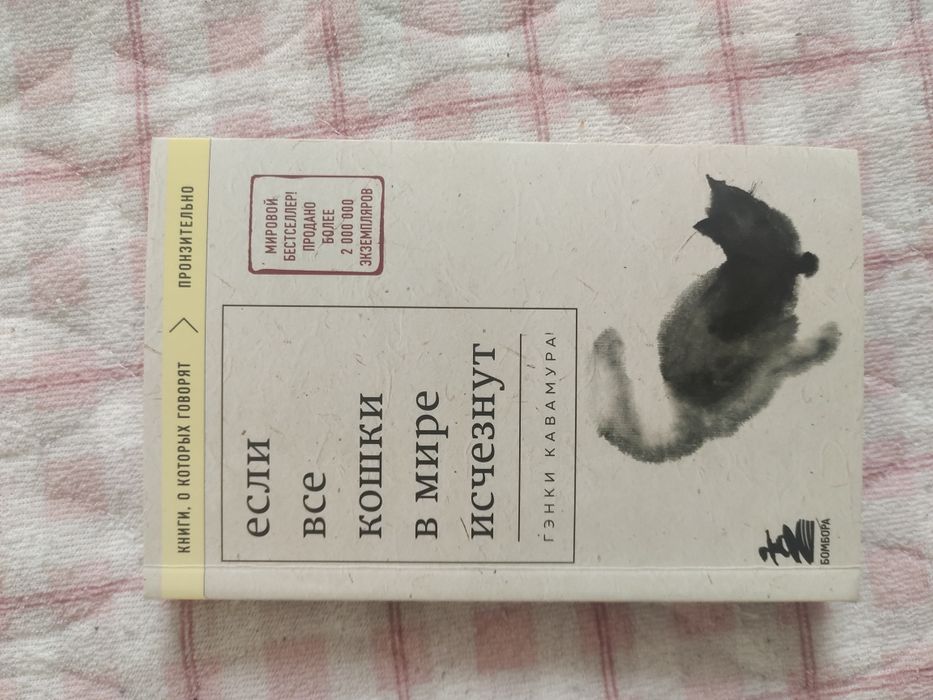 КНИГИ, О КОТОРЫХ ГОВОРЯТ > ПРОНЗИТЕЛЬНО
МИРОВОЙ
БЕСТСЕЛЛЕР!
ПРОДАНО
БОЛЕЕ
2 000 000
ЭКЗЕМПЛЯРОВ
если
все
кошки
в мире
исчезнут
ГЭНКИ КАВАМУРА!
БОМБОРА